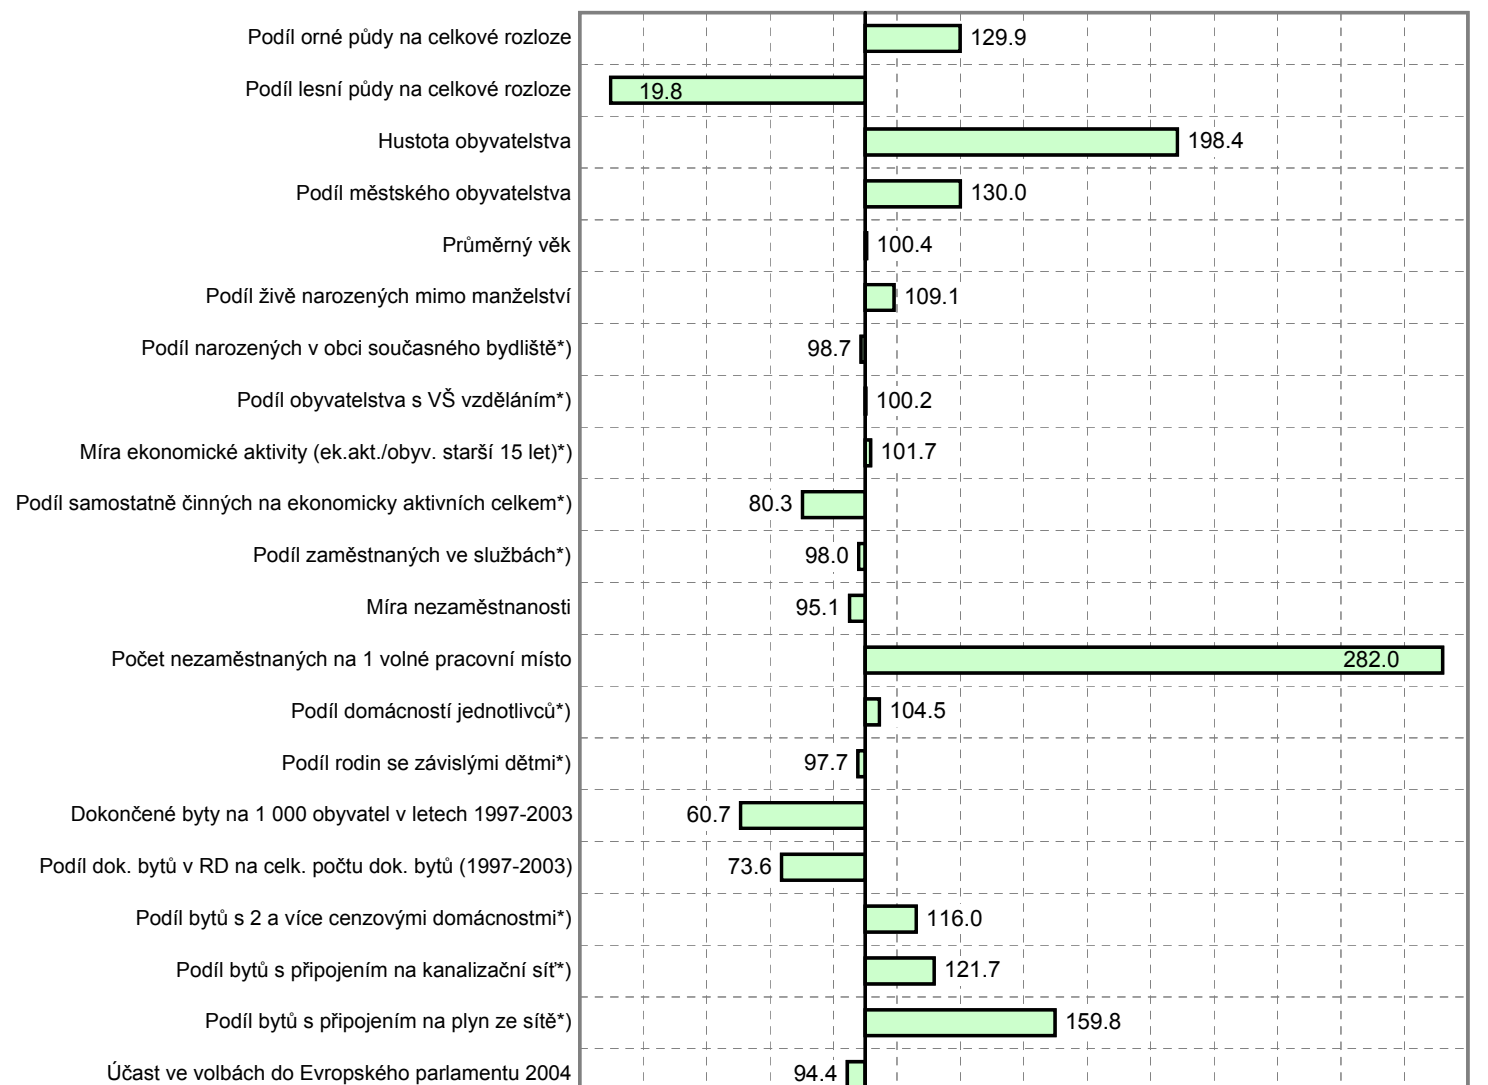 Podíl orné půdy na celkové rozloze 129.9
Podíl lesní půdy na celkové rozloze 19.8
Hustota obyvatelstva 198.4
Podíl městského obyvatelstva 130.0
Průměrný věk 100.4
Podíl živě narozených mimo manželství 109.1
Podíl narozených v obci současného bydliště*) 98.7
Podíl obyvatelstva s VŠ vzděláním*) 100.2
Míra ekonomické aktivity (ek.akt./obyv. starší 15 let)*) 101.7
Podíl samostatně činných na ekonomicky aktivních celkem*) 80.3
Podíl zaměstnaných ve službách*) 98.0
Míra nezaměstnanosti 95.1
Počet nezaměstnaných na 1 volné pracovní místo 282.0
Podíl domácností jednotlivců*) 104.5
Podíl rodin se závislými dětmi*) 97.7
Dokončené byty na 1 000 obyvatel v letech 1997-2003 60.7
Podíl dok. bytů v RD na celk. počtu dok. bytů (1997-2003) 73.6
Podíl bytů s 2 a více cenzovými domácnostmi*) 116.0
Podíl bytů s připojením na kanalizační síť*) 121.7
Podíl bytů s připojením na plyn ze sítě*) 159.8
Účast ve volbách do Evropského parlamentu 2004 94.4